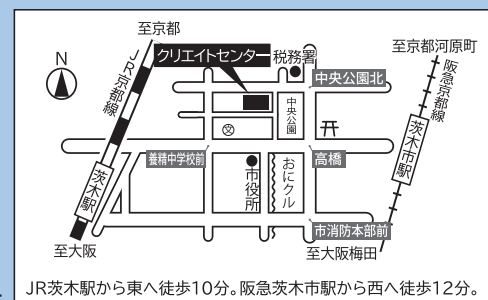 至京都
至京都河原町
クリエイトセンター
税務署
N
JR京都線
阪急京都線
中央公園北
中央公園
文
養精中学校前
高橋
茨木駅
茨木市駅
市役所
おにクル
市消防本部前
至大阪
至大阪梅田
JR茨木駅から東へ徒歩10分。阪急茨木市駅から西へ徒歩12分。